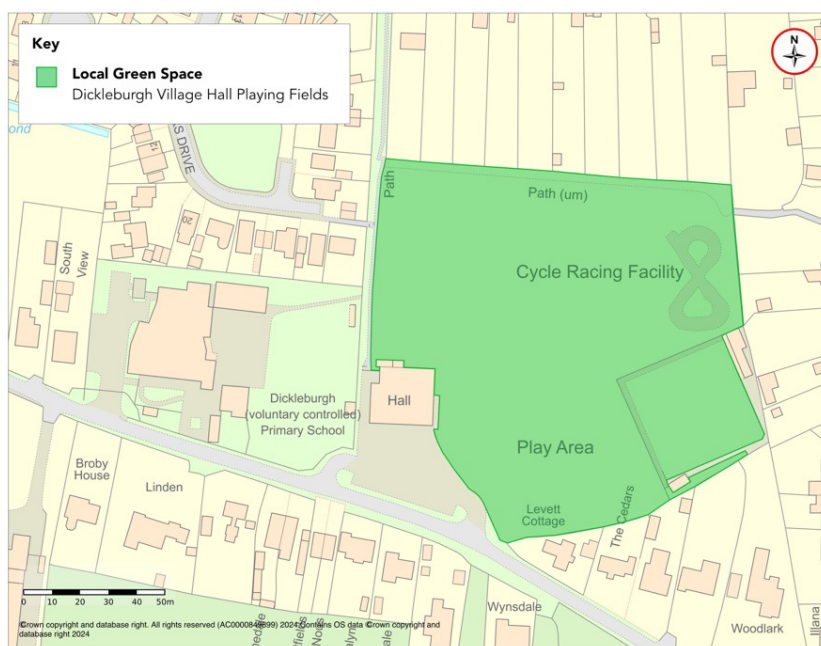 Key
Local Green Space
Dickleburgh Village Hall Playing Fields
N
ond
12
KS DRIVE
Path
Path (um)
20
South
View
Cycle Racing Facility
Dickleburgh
(voluntary controlled)
Primary School
Hall
Play Area
Broby
House
Linden
Levett
Cottage
The Cedars
Wynsdale
Woodlark
Illana
0 10 20 30 40 50m
©Crown copyright and database right. All rights reserved (AC0000849899) 2024 Contains OS data ©Crown copyright and
database right 2024